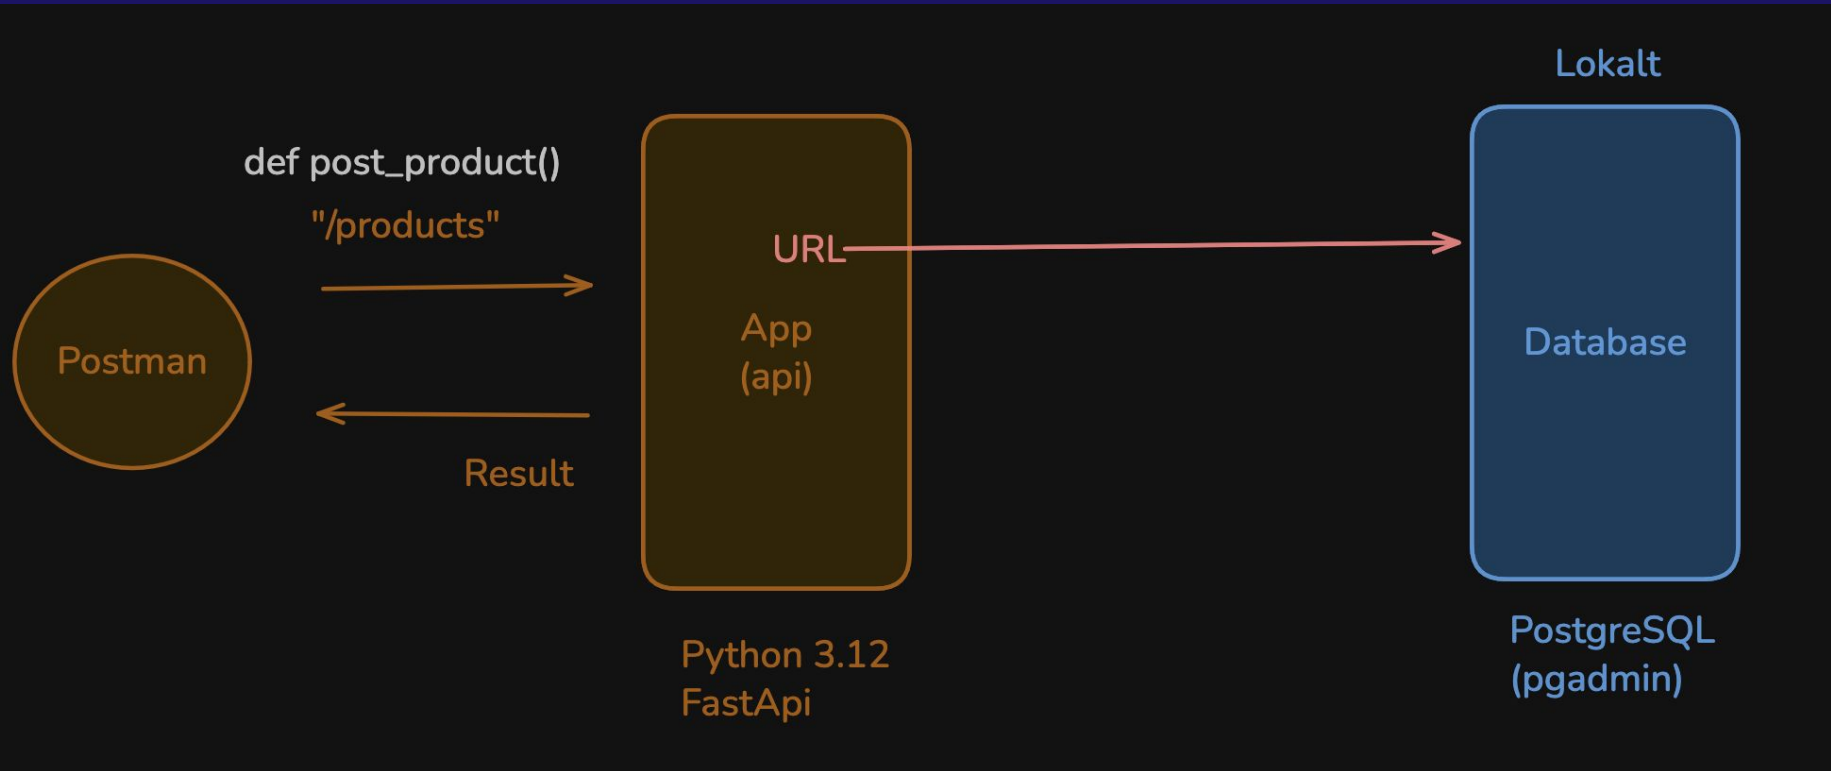 Lokalt
def post_product()
"/products"
URL
App
(api)
Database
Postman
Result
Python 3.12
FastApi
PostgreSQL
(pgadmin)